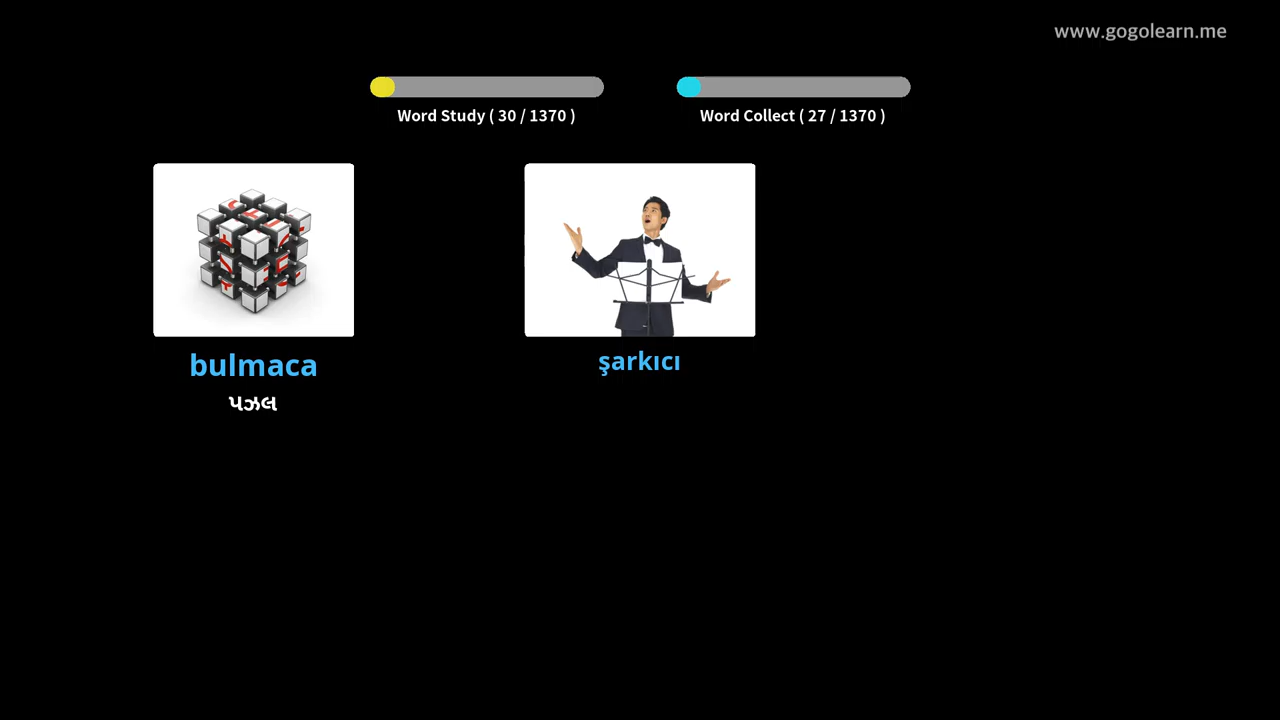 www.gogolearn.me
Word Study ( 30 / 1370 )
Word Collect ( 27 / 1370 )
bulmaca
પઝલ
şarkıcı